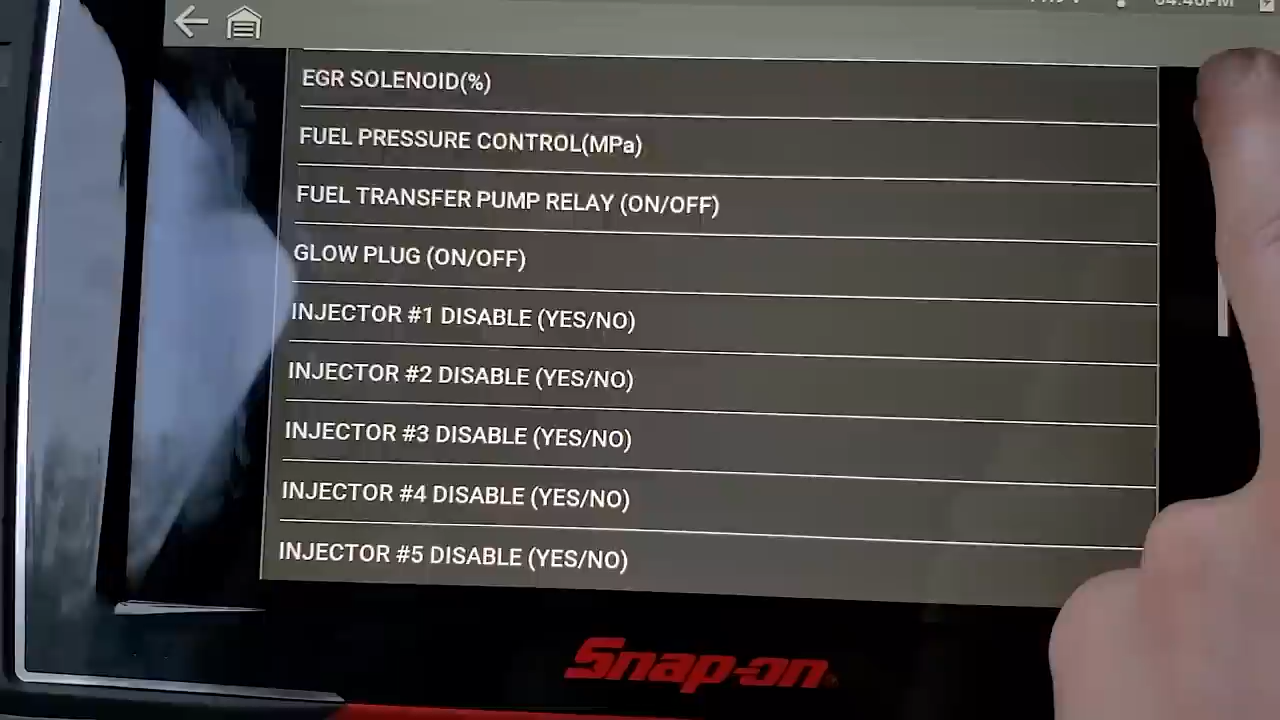 04:46PM
EGR SOLENOID(%)
FUEL PRESSURE CONTROL(MPa)
FUEL TRANSFER PUMP RELAY (ON/OFF)
GLOW PLUG (ON/OFF)
INJECTOR #1 DISABLE (YES/NO)
INJECTOR #2 DISABLE (YES/NO)
INJECTOR #3 DISABLE (YES/NO)
INJECTOR #4 DISABLE (YES/NO)
INJECTOR #5 DISABLE (YES/NO)
Snap-on